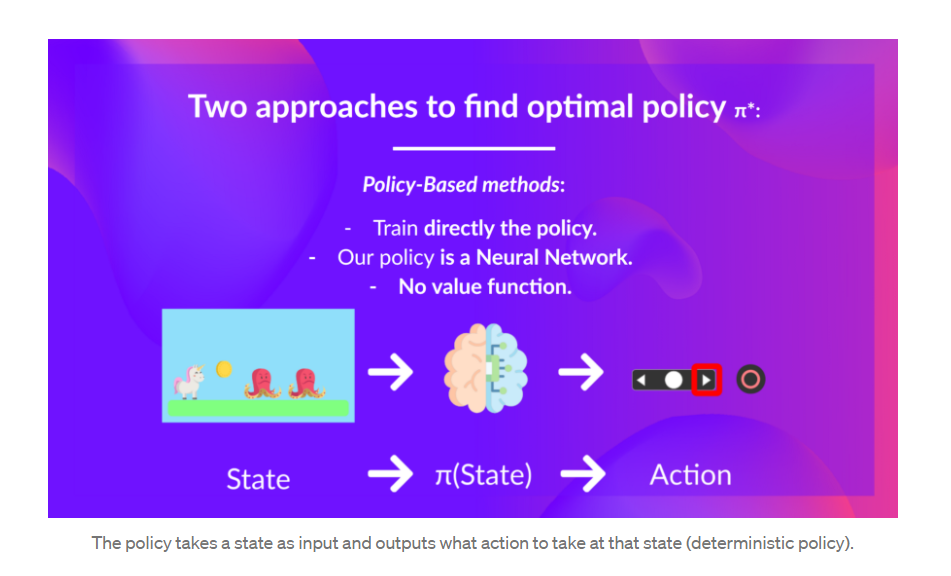 Two approaches to find optimal policy π*:
Policy-Based methods:
- Train directly the policy.
- Our policy is a Neural Network.
- No value function.
State → π(State) → Action
The policy takes a state as input and outputs what action to take at that state (deterministic policy).